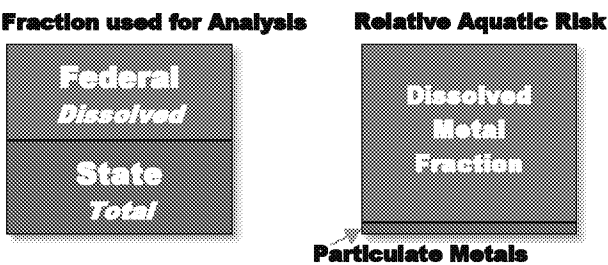 Fraction used for Analysis
Federal
Dissolved
State
Total
Relative Aquatic Risk
Dissolved
Metal
Fraction
Particulate Metals